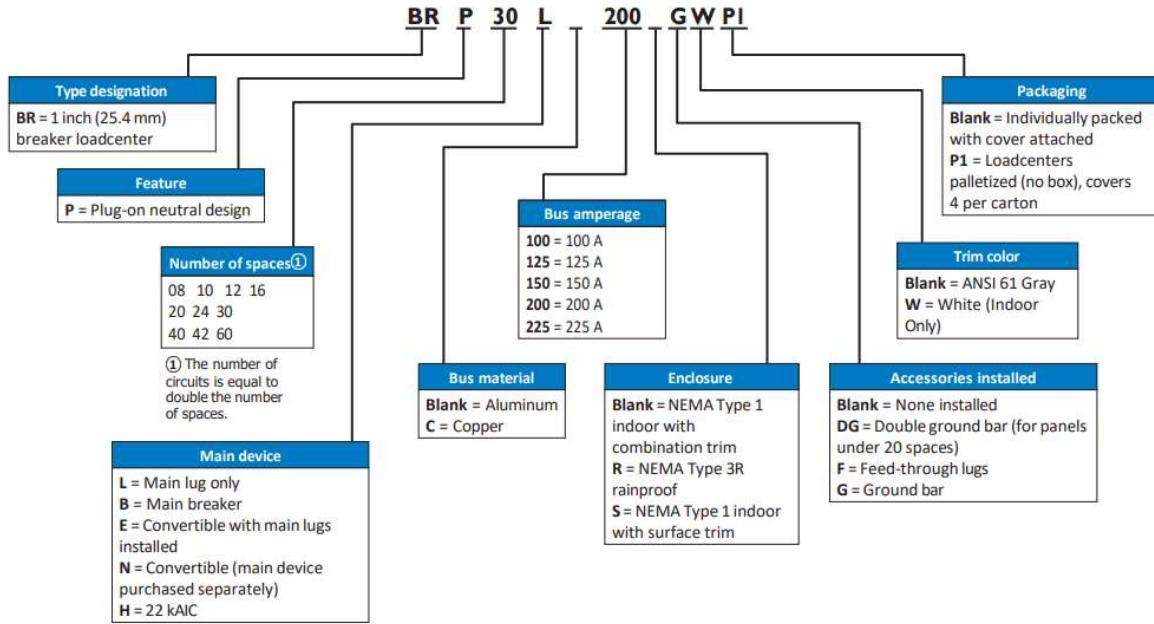 BR P 30 L _ 200 _ G W P1
Type designation
BR = 1 inch (25.4 mm)
breaker loadcenter
Feature
P = Plug-on neutral design
Number of spaces①
08 10 12 16
20 24 30
40 42 60
① The number of
circuits is equal to
double the number
of spaces.
Main device
L = Main lug only
B = Main breaker
E = Convertible with main lugs
installed
N = Convertible (main device
purchased separately)
H = 22 kAIC
Bus material
Blank = Aluminum
C = Copper
Bus amperage
100 = 100 A
125 = 125 A
150 = 150 A
200 = 200 A
225 = 225 A
Enclosure
Blank = NEMA Type 1
indoor with
combination trim
R = NEMA Type 3R
rainproof
S = NEMA Type 1 indoor
with surface trim
Accessories installed
Blank = None installed
DG = Double ground bar (for panels
under 20 spaces)
F = Feed-through lugs
G = Ground bar
Trim color
Blank = ANSI 61 Gray
W = White (Indoor
Only)
Packaging
Blank = Individually packed
with cover attached
P1 = Loadcenters
palletized (no box), covers
4 per carton